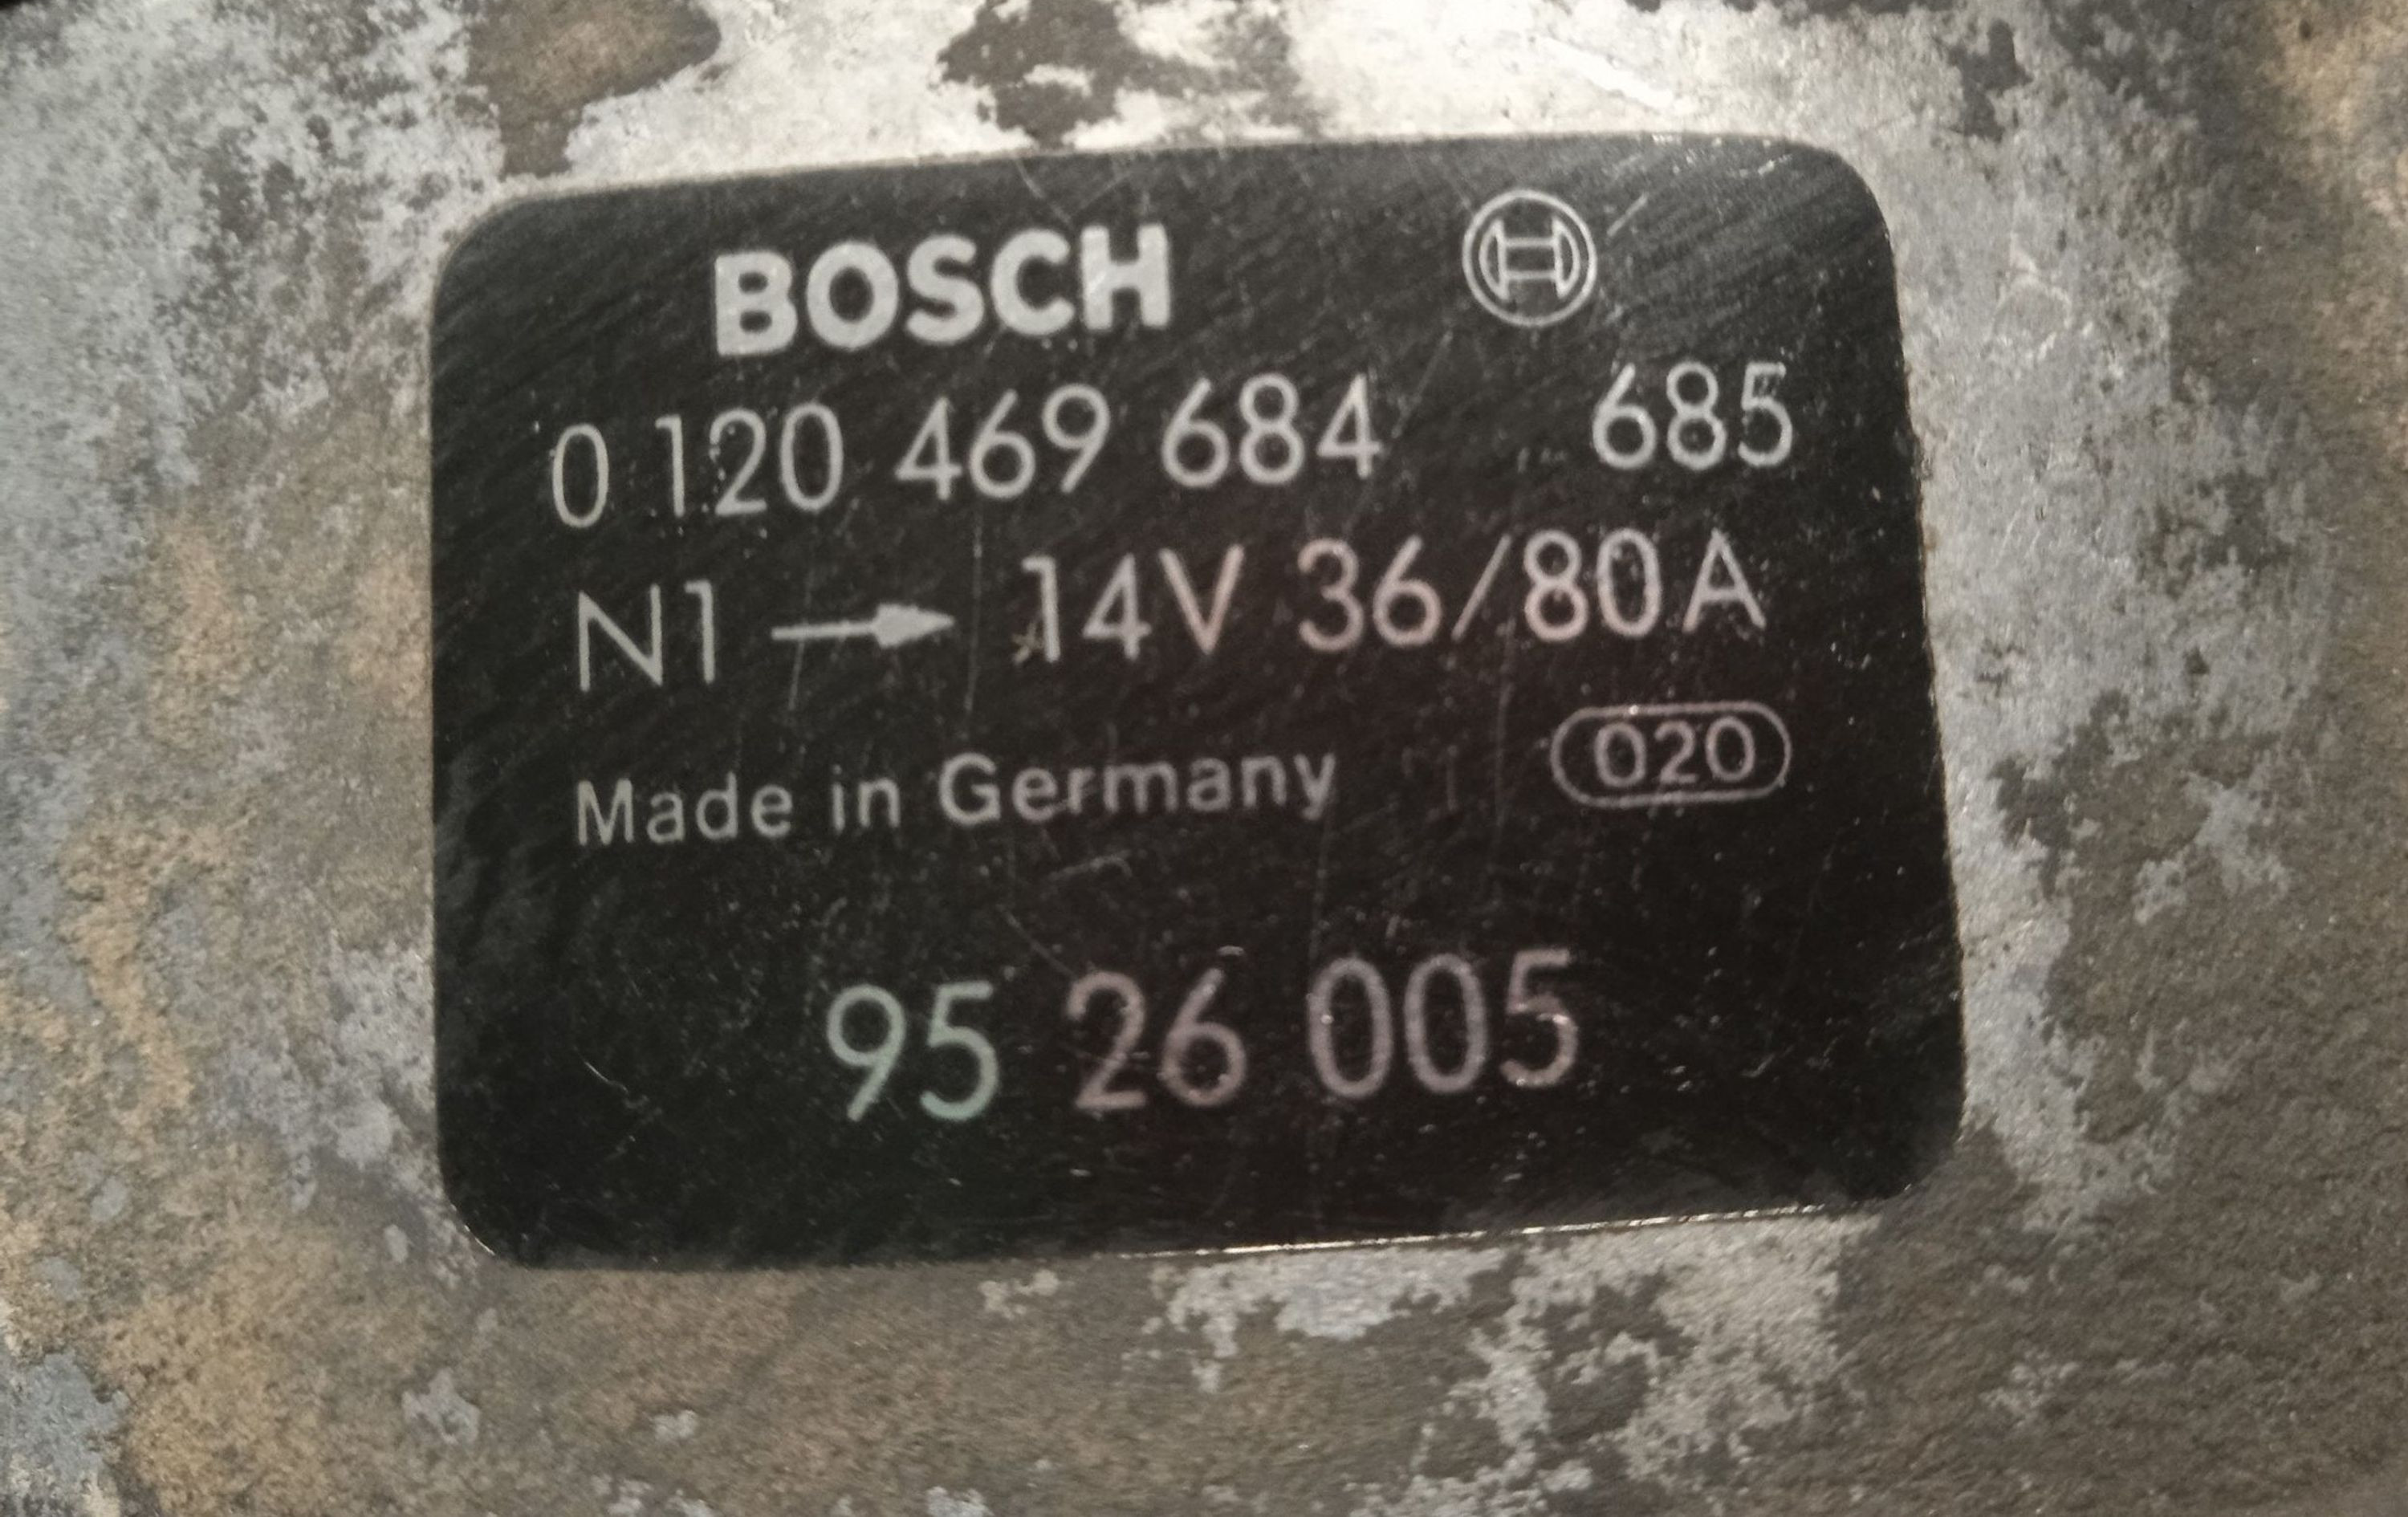 BOSCH
0 120 469 684 685
N1 → 14V 36/80A
Made in Germany 020
95 26 005